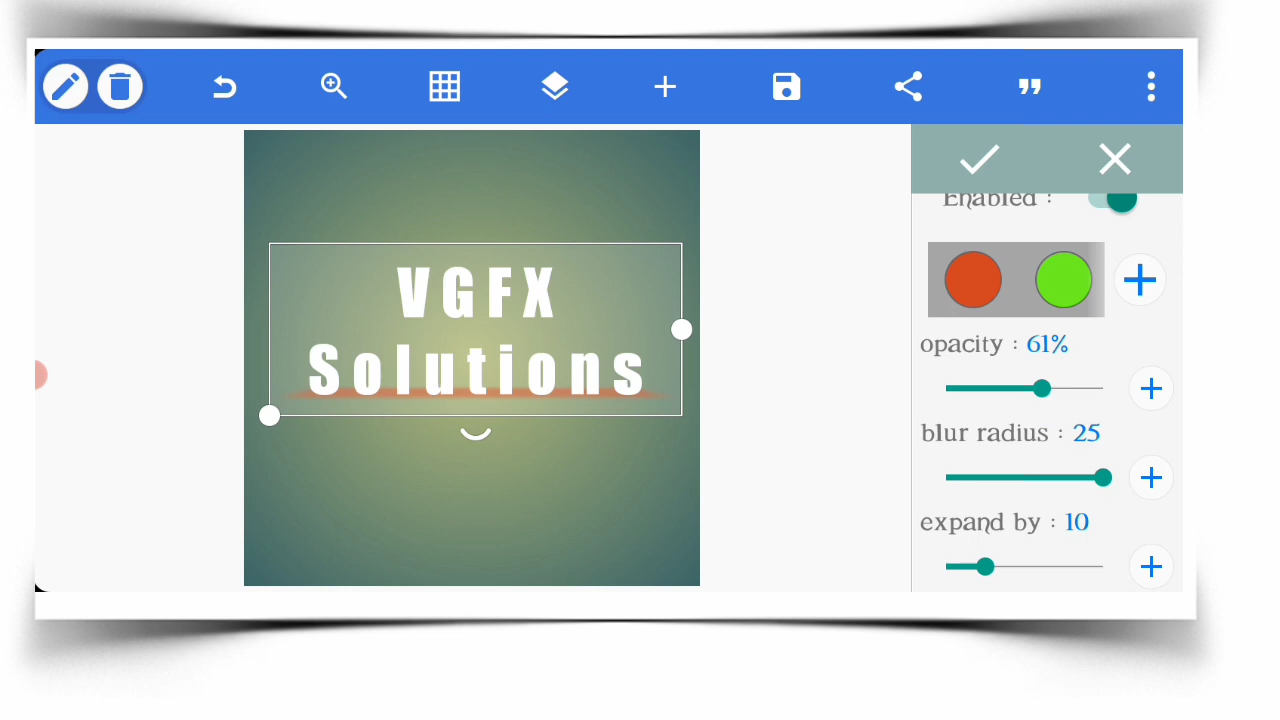 VGFX
Solutions
Enabled :
opacity : 61%
blur radius : 25
expand by : 10